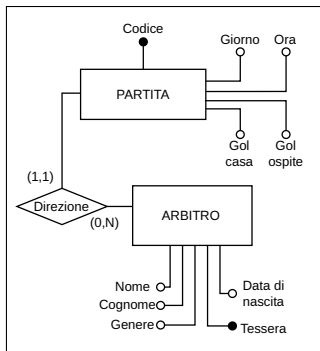 Codice
Giorno
Ora
PARTITA
Gol
casa
Gol
ospite
(1,1)
Direzione
(0,N)
ARBITRO
Nome
Cognome
Genere
Data di
nascita
Tessera